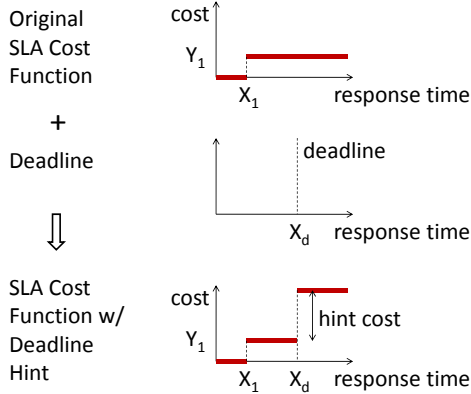 Original
SLA Cost
Function
cost
Y1
X1
response time
+
Deadline
deadline
Xd
response time
SLA Cost
Function w/
Deadline
Hint
cost
hint cost
Y1
X1
Xd
response time